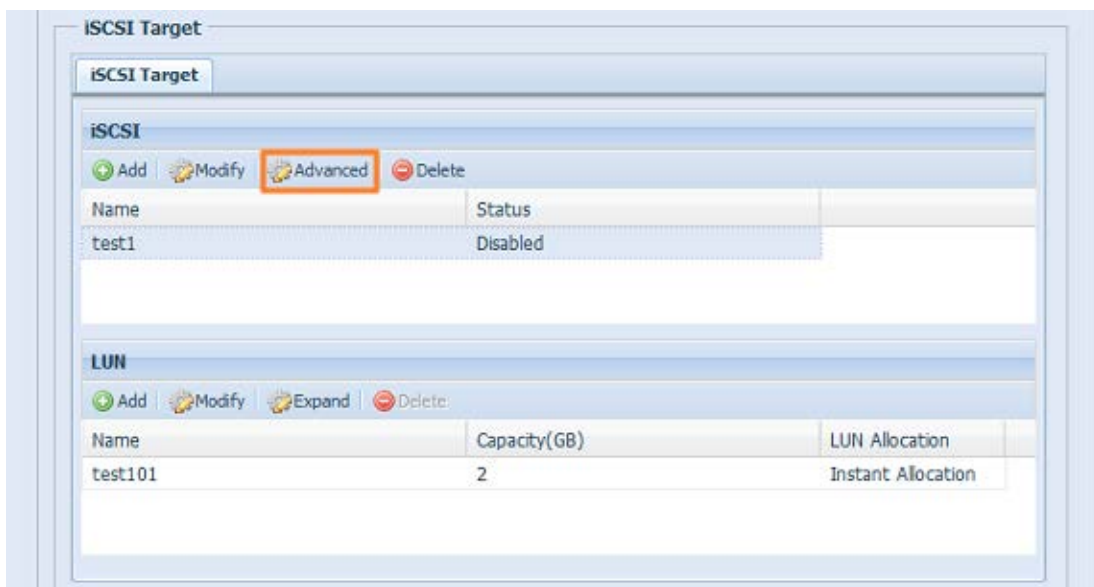 iSCSI Target
iSCSI Target
iSCSI
Add Modify Advanced Delete
Name Status
test1 Disabled
LUN
Add Modify Expand Delete
Name Capacity(GB) LUN Allocation
test101 2 Instant Allocation